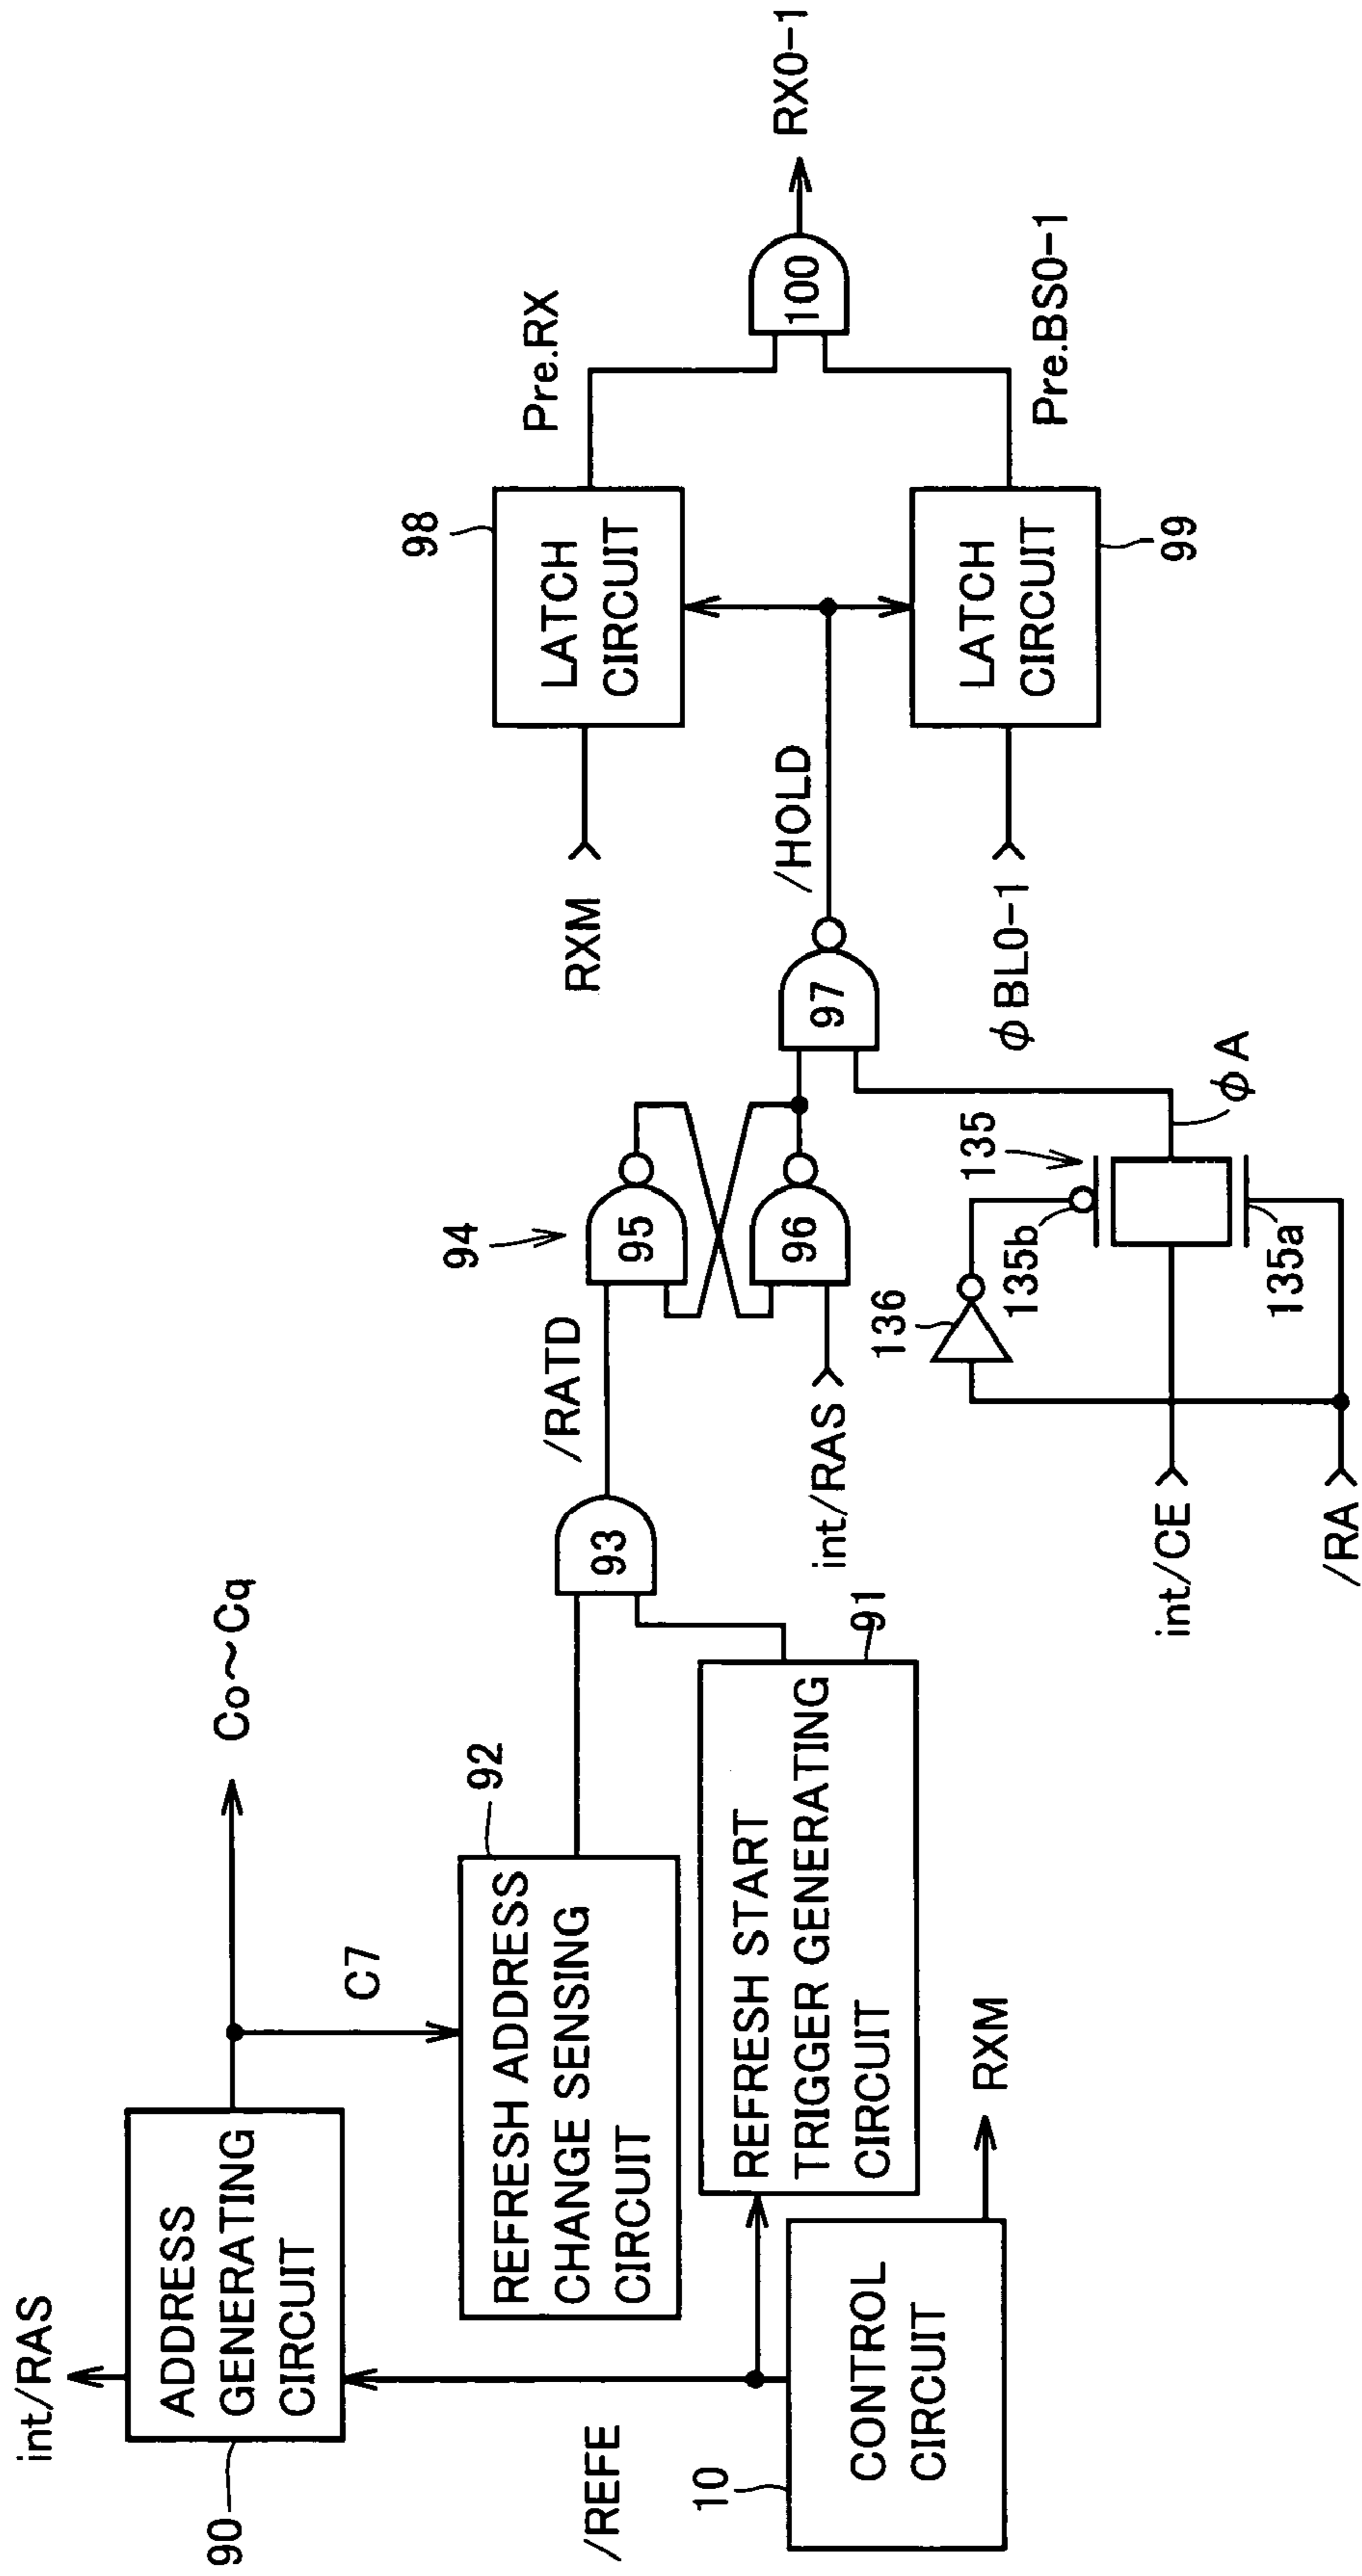 int/RAS
90
ADDRESS
GENERATING
CIRCUIT
Co~Cq
C7
/REFE
92
REFRESH ADDRESS
CHANGE SENSING
CIRCUIT
10
CONTROL
CIRCUIT
RXM
91
REFRESH START
TRIGGER GENERATING
CIRCUIT
93
/RATD
94
95
96
int/RAS
97
/HOLD
136
135
135b
135a
int/CE
/RA
φA
RXM
98
LATCH
CIRCUIT
Pre.RX
φBL0-1
99
LATCH
CIRCUIT
Pre.BS0-1
100
RX0-1